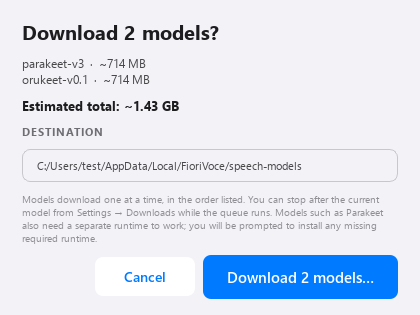 Download 2 models?
parakeet-v3 · ~714 MB
orukeet-v0.1 · ~714 MB
Estimated total: ~1.43 GB
DESTINATION
C:/Users/test/AppData/Local/FioriVoce/speech-models
Models download one at a time, in the order listed. You can stop after the current
model from Settings → Downloads while the queue runs. Models such as Parakeet
also need a separate runtime to work; you will be prompted to install any missing
required runtime.
Cancel
Download 2 models...